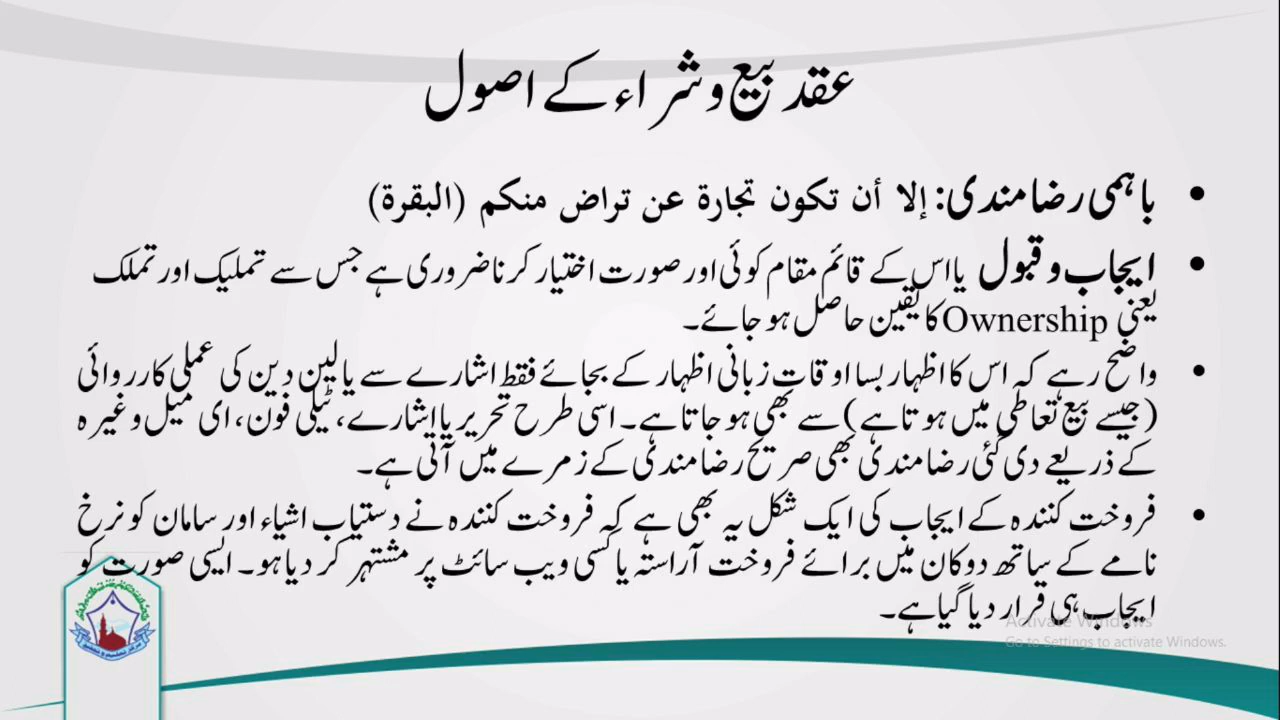 عقد بیع و شراء کے اصول
• باہمی رضامندی: إلا أن تكون تجارة عن تراض منكم (البقرة)
• ایجاب و قبول یا اس کے قائم مقام کوئی اور صورت اختیار کرنا ضروری ہے جس سے تملیک اور تملک
یعنی Ownership کا یقین حاصل ہو جائے۔
• واضح رہے کہ اس کا اظہار بسا اوقات زبانی اظہار کے بجائے فقط اشارے سے یا لین دین کی عملی کارروائی
(جیسے بیع تعاطی میں ہوتا ہے) سے بھی ہو جاتا ہے۔ اسی طرح تحریر یا اشارے، ٹیلی فون، ای میل وغیرہ
کے ذریعے دی گئی رضامندی بھی صریح رضامندی کے زمرے میں آتی ہے۔
• فروخت کنندہ کے ایجاب کی ایک شکل یہ بھی ہے کہ فروخت کنندہ نے دستیاب اشیاء اور سامان کو نرخ
نامے کے ساتھ دوکان میں برائے فروخت آراستہ یا کسی ویب سائٹ پر مشتہر کر دیا ہو۔ ایسی صورت کو
ایجاب ہی قرار دیا گیا ہے۔
Activate Windows
Go to Settings to activate Windows.